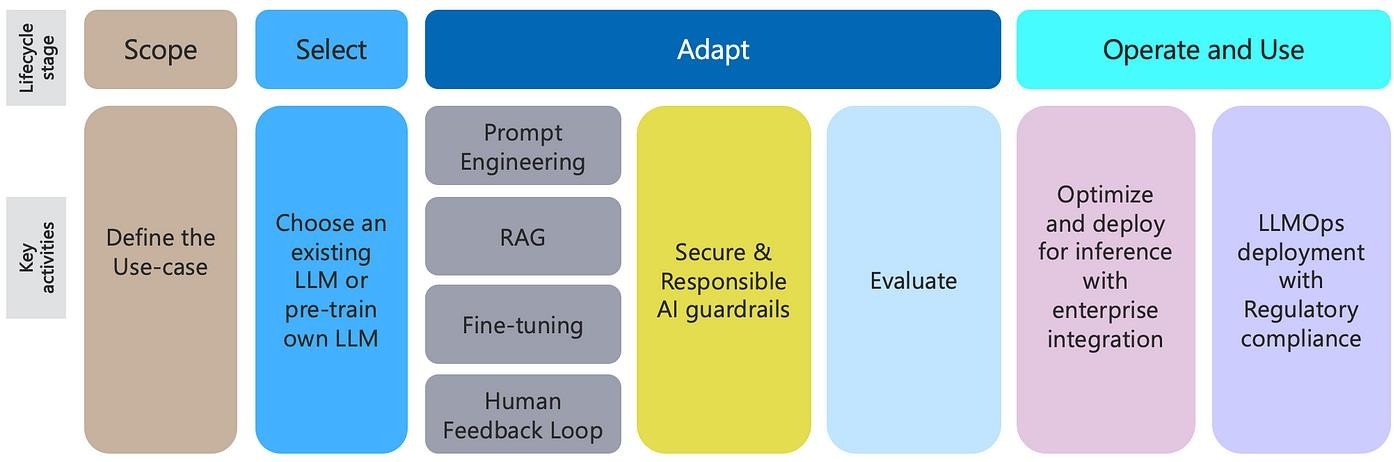 Lifecycle
stage
Scope
Select
Adapt
Operate and Use
Key
activities
Define the
Use-case
Choose an
existing
LLM or
pre-train
own LLM
Prompt
Engineering
RAG
Fine-tuning
Human
Feedback Loop
Secure &
Responsible
AI guardrails
Evaluate
Optimize
and deploy
for inference
with
enterprise
integration
LLMOps
deployment
with
Regulatory
compliance